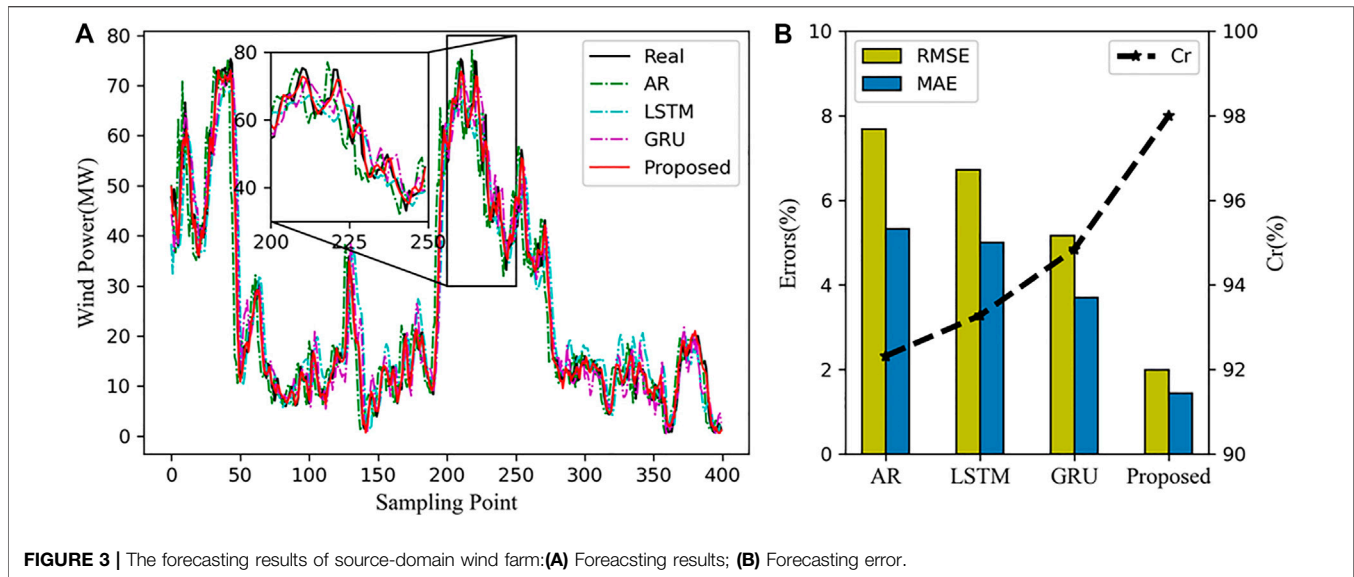 A
80
70
60
50
40
30
20
10
0
Wind Power(MW)
0 50 100 150 200 250 300 350 400
Sampling Point
80
60
40
200 225 250
Real
AR
LSTM
GRU
Proposed
B
10
8
6
4
2
0
Errors(%)
RMSE
MAE
Cr
100
98
96
94
92
90
Cr(%)
AR LSTM GRU Proposed
FIGURE 3 | The forecasting results of source-domain wind farm:(A) Foreacsting results; (B) Forecasting error.